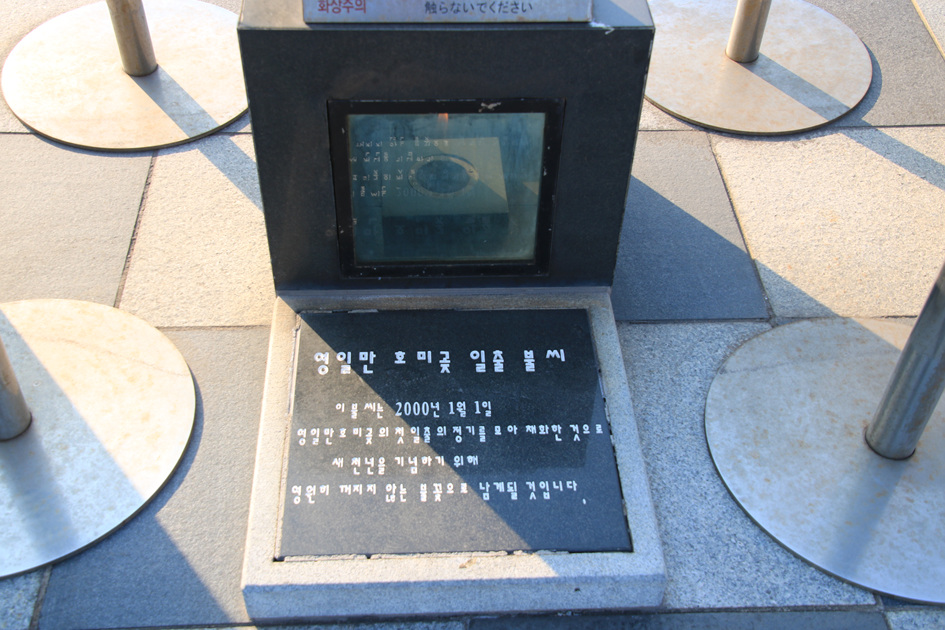 화상주의 触らないでください
영일만 호미곶 일출 불씨
이 불 씨는 2000년 1월 1일
영일만호미곶의 첫일출의 정기를 모아 채화한 것으로
새 천년을 기념하기 위해
영원히 꺼지지 않는 불꽃으로 남게될 것입니다.